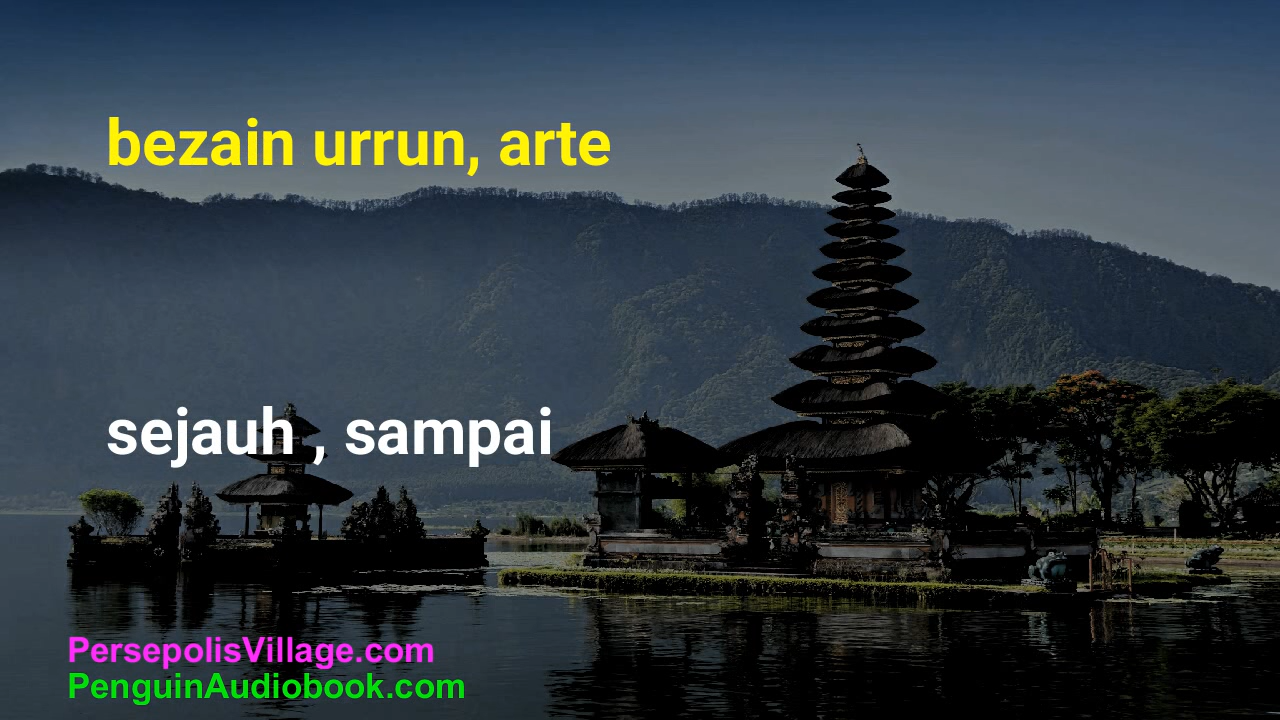 bezain urrun, arte
sejauh , sampai
PersepolisVillage.com
PenguinAudiobook.com